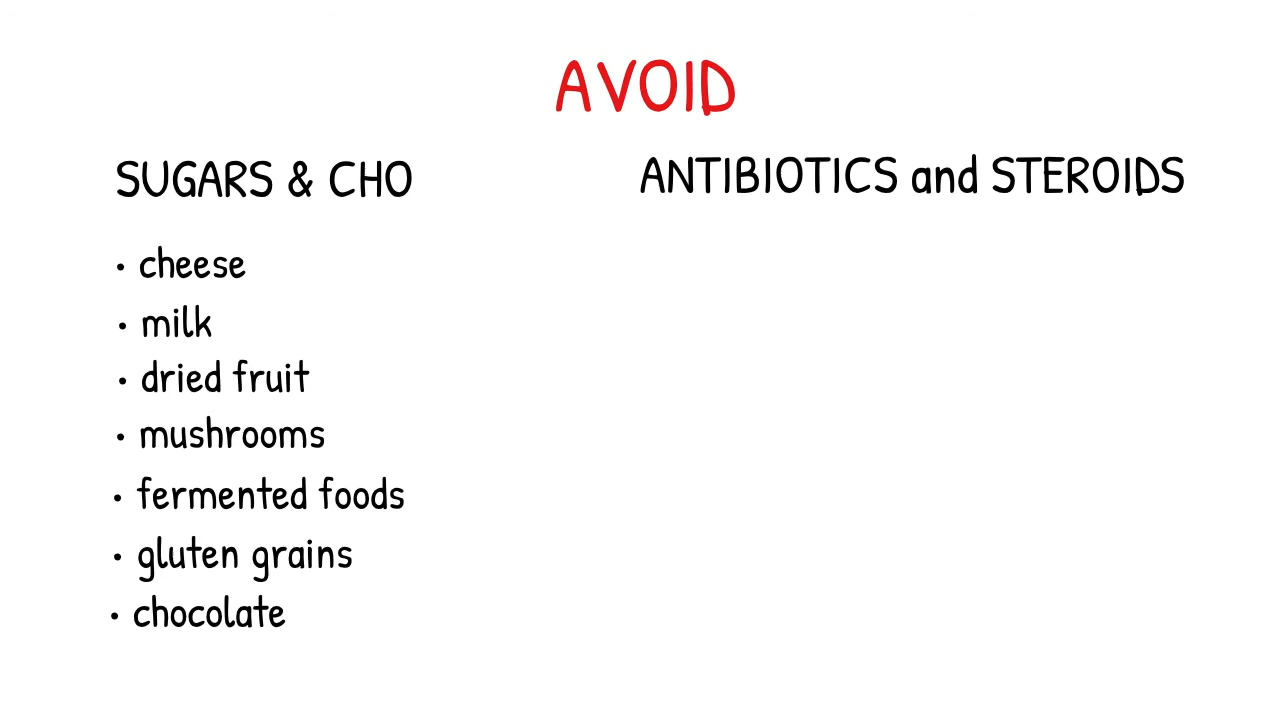 AVOID
SUGARS & CHO
• cheese
• milk
• dried fruit
• mushrooms
• fermented foods
• gluten grains
• chocolate
ANTIBIOTICS and STEROIDS